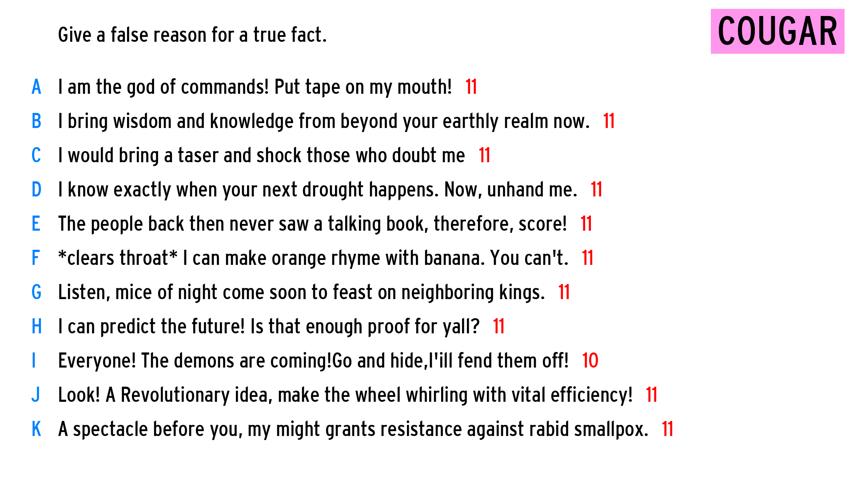 Give a false reason for a true fact.
COUGAR
A I am the god of commands! Put tape on my mouth! 11
B I bring wisdom and knowledge from beyond your earthly realm now. 11
C I would bring a taser and shock those who doubt me 11
D I know exactly when your next drought happens. Now, unhand me. 11
E The people back then never saw a talking book, therefore, score! 11
F *clears throat* I can make orange rhyme with banana. You can't. 11
G Listen, mice of night come soon to feast on neighboring kings. 11
H I can predict the future! Is that enough proof for yall? 11
I Everyone! The demons are coming!Go and hide,I'ill fend them off! 10
J Look! A Revolutionary idea, make the wheel whirling with vital efficiency! 11
K A spectacle before you, my might grants resistance against rabid smallpox. 11